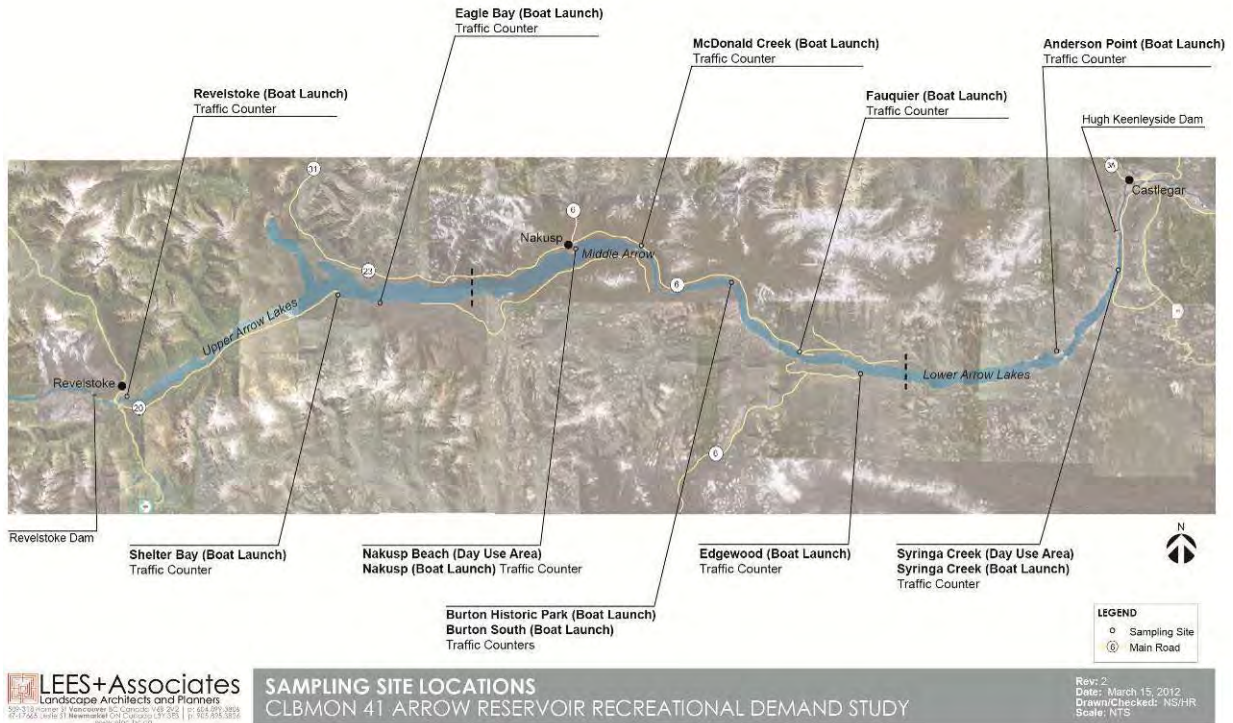 Eagle Bay (Boat Launch)
Traffic Counter
McDonald Creek (Boat Launch)
Traffic Counter
Anderson Point (Boat Launch)
Traffic Counter
Revelstoke (Boat Launch)
Traffic Counter
Fauquier (Boat Launch)
Traffic Counter
Hugh Keenleyside Dam
31
6
Castlegar
Nakusp
Middle Arrow
23
6
Upper Arrow Lakes
Revelstoke
Lower Arrow Lakes
6
Revelstoke Dam
Shelter Bay (Boat Launch)
Traffic Counter
Nakusp Beach (Day Use Area)
Nakusp (Boat Launch) Traffic Counter
Edgewood (Boat Launch)
Traffic Counter
Syringa Creek (Day Use Area)
Syringa Creek (Boat Launch)
Traffic Counter
N
Burton Historic Park (Boat Launch)
Burton South (Boat Launch)
Traffic Counters
LEGEND
Sampling Site
6 Main Road
LEES+Associates
Landscape Architects and Planners
SAMPLING SITE LOCATIONS
CLBMON 41 ARROW RESERVOIR RECREATIONAL DEMAND STUDY
Rev: 2
Date: March 15, 2012
Drawn/Checked: NS/HR
Scale: NTS